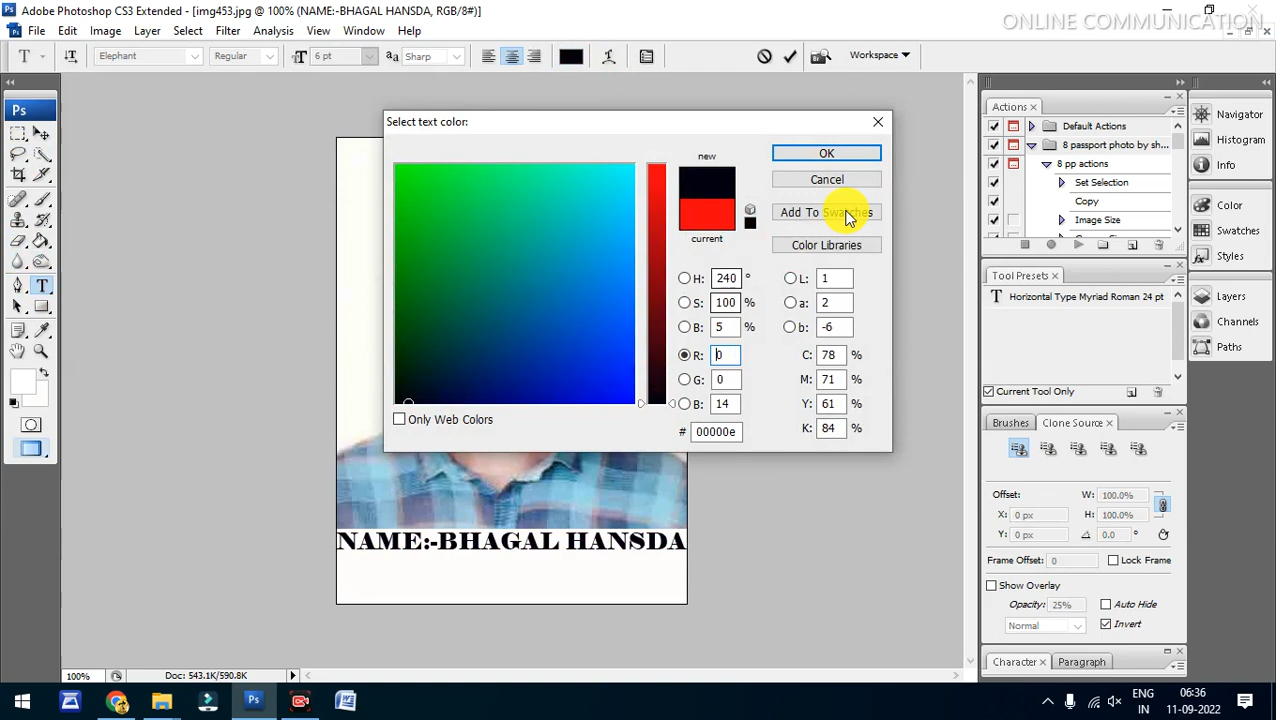 Adobe Photoshop CS3 Extended - [img453.jpg @ 100% (NAME:-BHAGAL HANSDA, RGB/8#)]
ONLINE COMMUNICATION
File Edit Image Layer Select Filter Analysis View Window Help
T Elephant Regular T 6 pt aa Sharp Workspace
Ps
Select text color:
new
current
OK
Cancel
Add To Swatches
Color Libraries
H: 240 °
S: 100 %
B: 5 %
R: 0
G: 0
B: 14
# 00000e
L: 1
a: 2
b: -6
C: 78 %
M: 71 %
Y: 61 %
K: 84 %
Only Web Colors
NAME:-BHAGAL HANSDA
Actions
Default Actions
8 passport photo by sh...
8 pp actions
Set Selection
Copy
Image Size
Tool Presets
T Horizontal Type Myriad Roman 24 pt
Current Tool Only
Brushes Clone Source
Offset: W: 100.0%
X: 0 px H: 100.0%
Y: 0 px 0.0 °
Frame Offset: 0 Lock Frame
Show Overlay
Opacity: 25% Auto Hide
Normal Invert
Character Paragraph
Navigator
Histogram
Info
Color
Swatches
Styles
Layers
Channels
Paths
100% Doc: 543.1K/590.8K
ENG
IN
06:36
11-09-2022